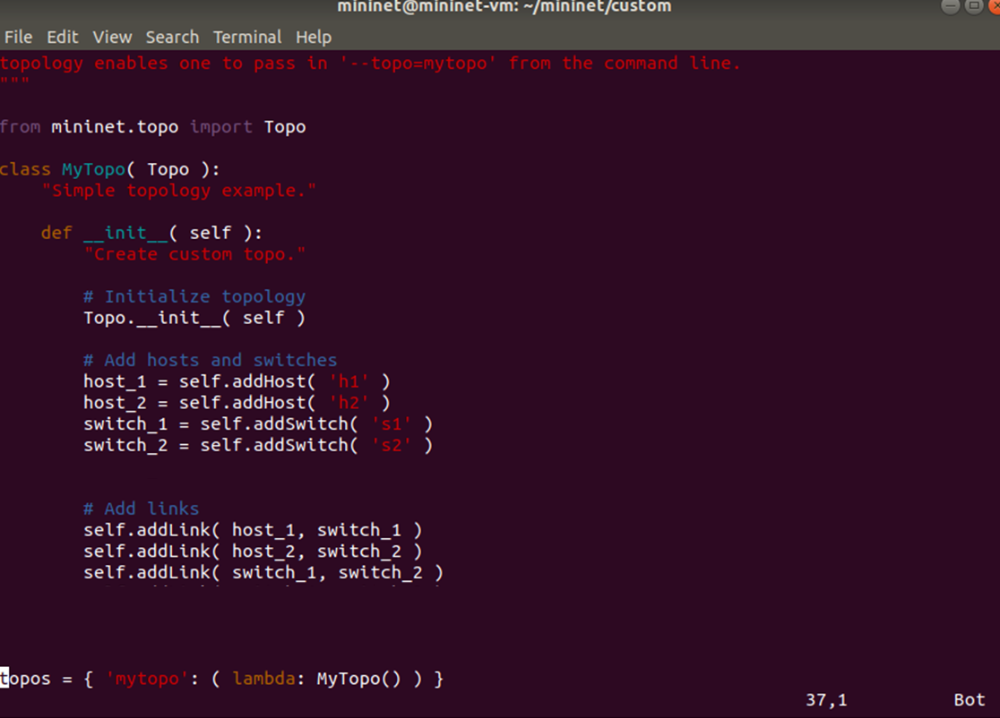 mininet@mininet-vm: ~/mininet/custom
File Edit View Search Terminal Help
topology enables one to pass in '--topo=mytopo' from the command line.
"""
from mininet.topo import Topo
class MyTopo( Topo ):
"Simple topology example."
def __init__( self ):
"Create custom topo."
# Initialize topology
Topo.__init__( self )
# Add hosts and switches
host_1 = self.addHost( 'h1' )
host_2 = self.addHost( 'h2' )
switch_1 = self.addSwitch( 's1' )
switch_2 = self.addSwitch( 's2' )
# Add links
self.addLink( host_1, switch_1 )
self.addLink( host_2, switch_2 )
self.addLink( switch_1, switch_2 )
topos = { 'mytopo': ( lambda: MyTopo() ) }
37,1 Bot